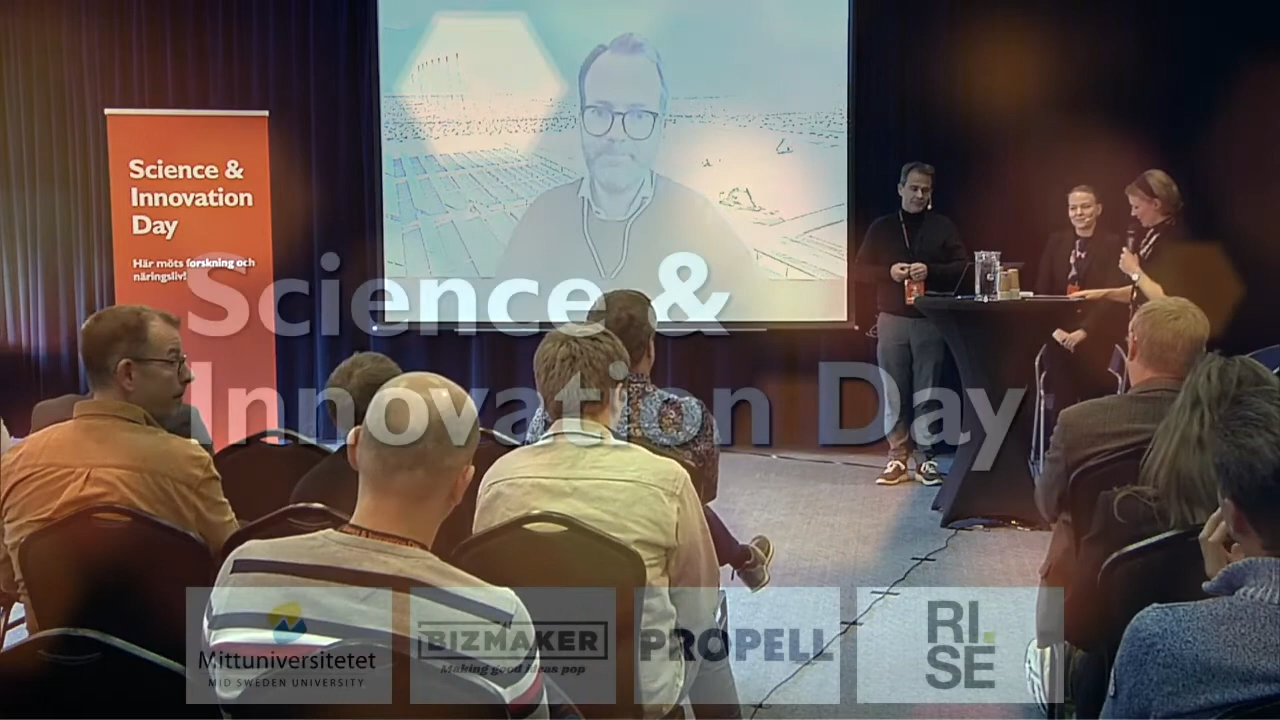 Science &
Innovation
Day
Här möts forskning och
näringsliv!
Science &
Innovation Day
Mittuniversitetet
MID SWEDEN UNIVERSITY
BIZMAKER
Making good ideas pop
PROPELL
RI.
SE